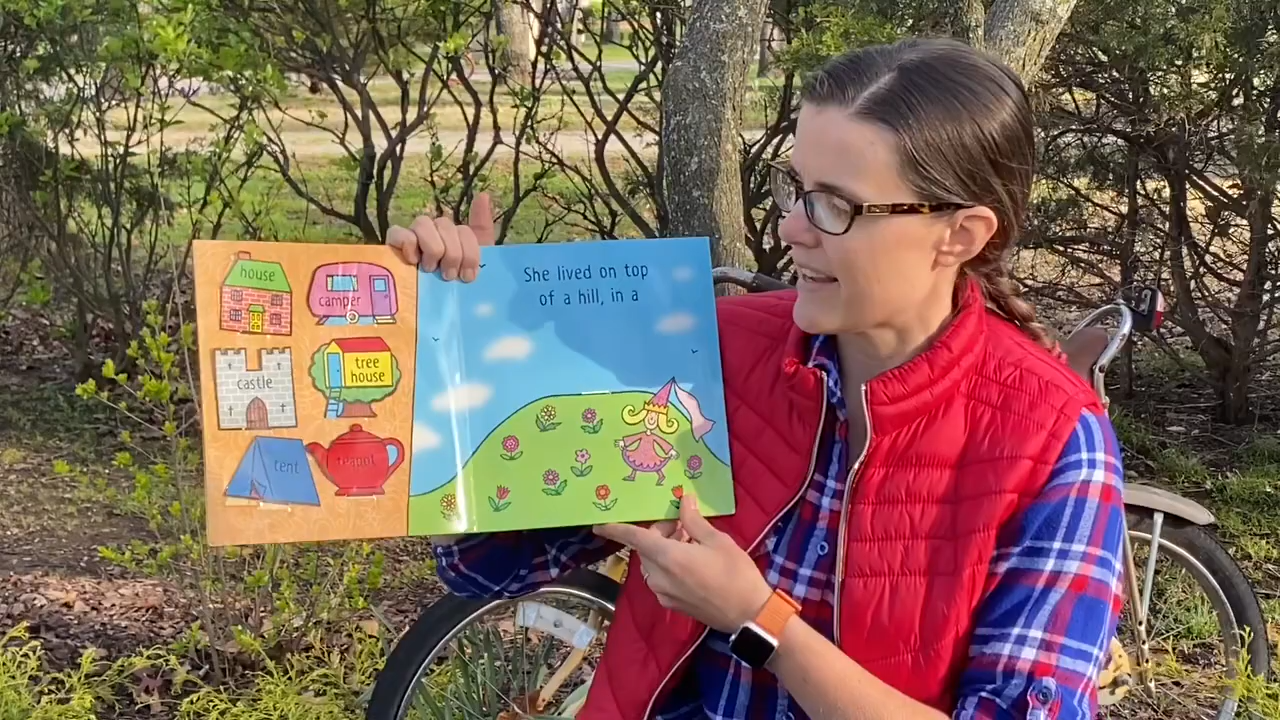 house
camper
castle
tree
house
tent
teapot
She lived on top
of a hill, in a